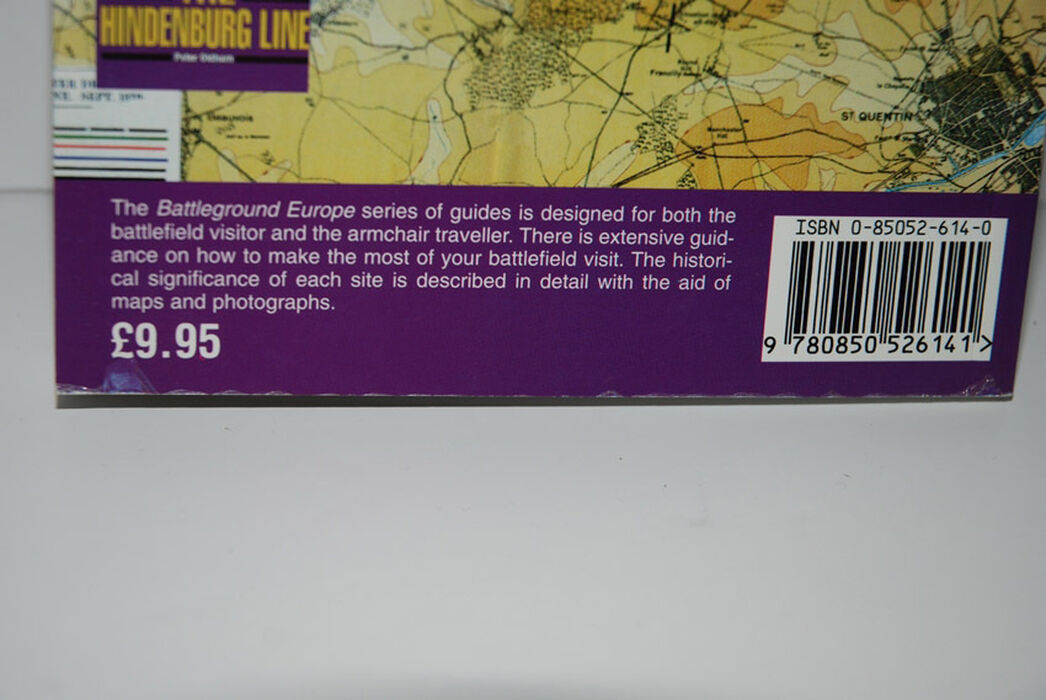 HINDENBURG LINE
Peter Oldham
ST QUENTIN
The Battleground Europe series of guides is designed for both the
battlefield visitor and the armchair traveller. There is extensive guid-
ance on how to make the most of your battlefield visit. The histori-
cal significance of each site is described in detail with the aid of
maps and photographs.
£9.95
ISBN 0-85052-614-0
9 780850 526141 >